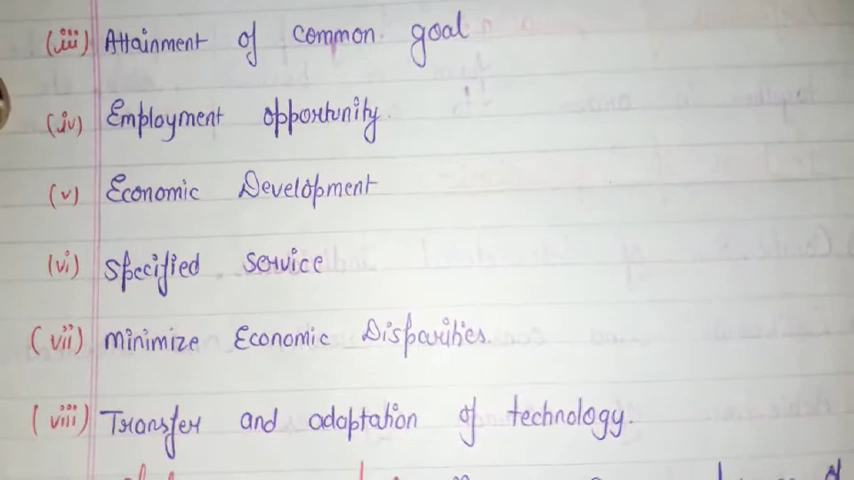 (iii) Attainment of common goal
(iv) Employment opportunity.
(v) Economic Development
(vi) Specified service
(vii) Minimize Economic Disparities.
(viii) Transfer and adaptation of technology.